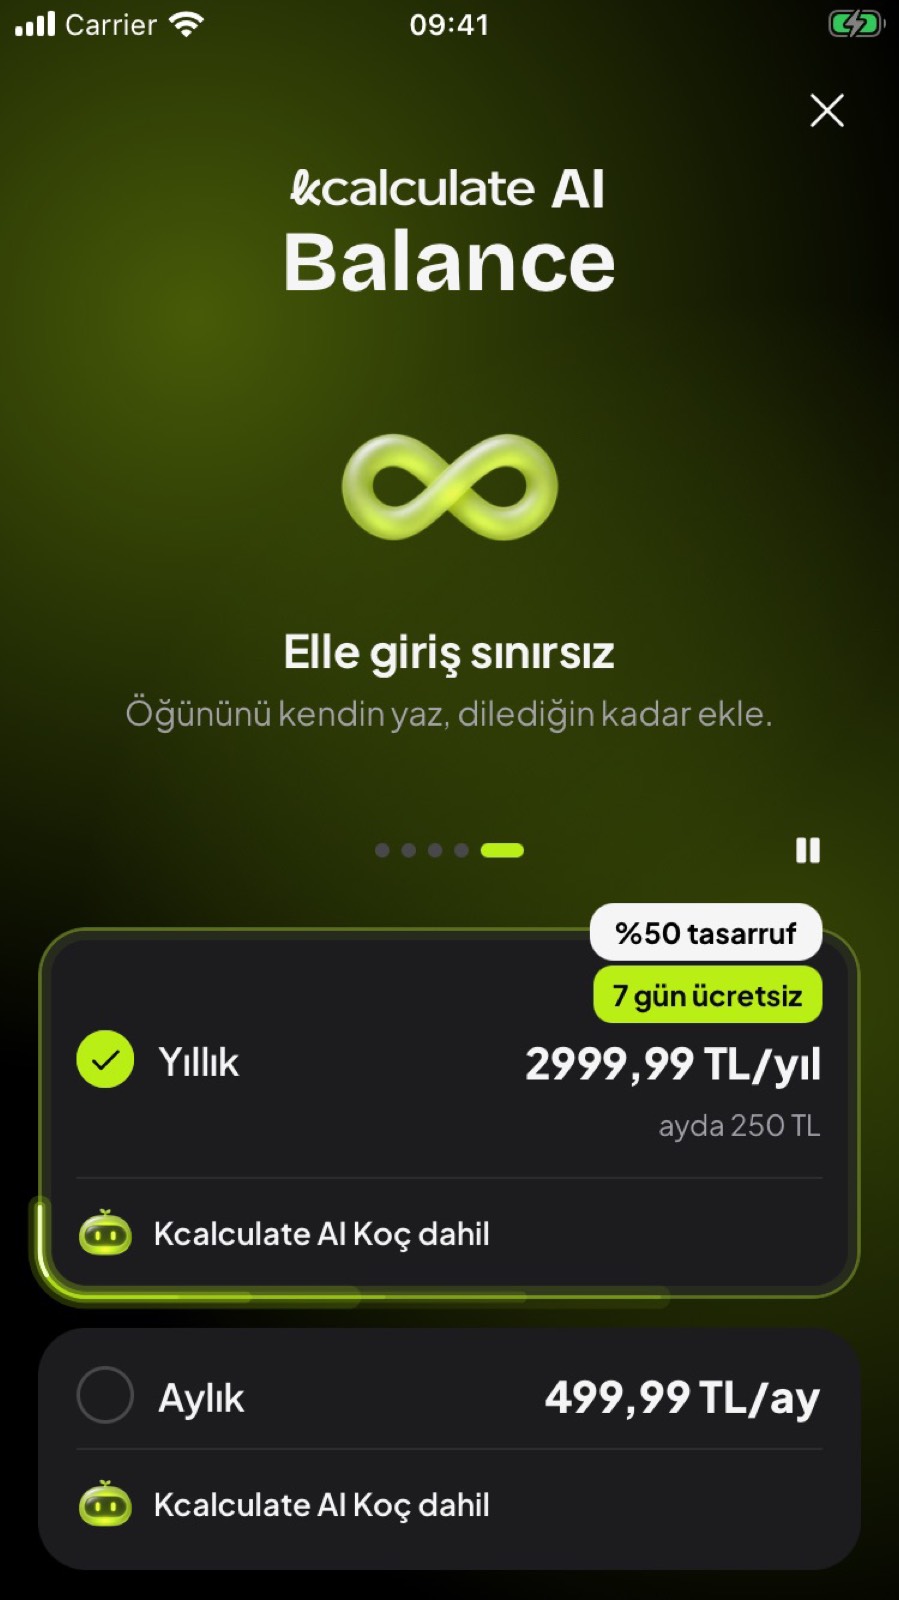 Carrier
09:41
kcalculate AI
Balance
Elle giriş sınırsız
Öğününü kendin yaz, dilediğin kadar ekle.
%50 tasarruf
7 gün ücretsiz
Yıllık
2999,99 TL/yıl
ayda 250 TL
Kcalculate AI Koç dahil
Aylık
499,99 TL/ay
Kcalculate AI Koç dahil